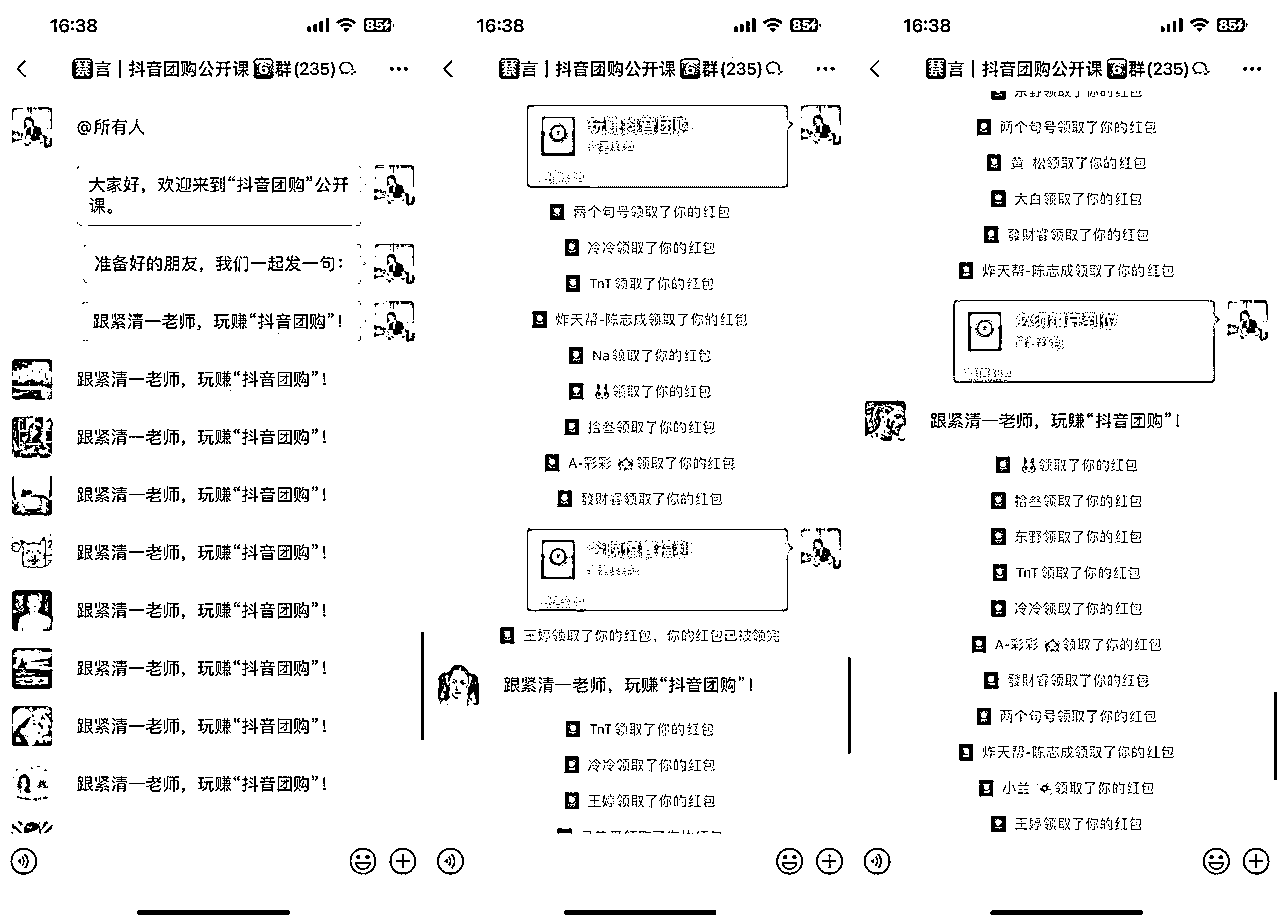 16:38
85
禁言 | 抖音团购公开课 ⑥群(235)
@所有人
大家好，欢迎来到“抖音团购”公开
课。
准备好的朋友，我们一起发一句：
跟紧清一老师，玩赚“抖音团购”！
跟紧清一老师，玩赚“抖音团购”！
跟紧清一老师，玩赚“抖音团购”！
跟紧清一老师，玩赚“抖音团购”！
跟紧清一老师，玩赚“抖音团购”！
跟紧清一老师，玩赚“抖音团购”！
跟紧清一老师，玩赚“抖音团购”！
跟紧清一老师，玩赚“抖音团购”！
跟紧清一老师，玩赚“抖音团购”！
16:38
85
禁言 | 抖音团购公开课 ⑥群(235)
玩赚抖音团购
两个句号领取了你的红包
冷冷领取了你的红包
TnT 领取了你的红包
炸天帮-陈志成领取了你的红包
Na领取了你的红包
领取了你的红包
拾叁领取了你的红包
A-彩彩 领取了你的红包
發财睿领取了你的红包
王婷领取了你的红包，你的红包已被领完
跟紧清一老师，玩赚“抖音团购”！
TnT 领取了你的红包
冷冷领取了你的红包
王婷领取了你的红包
16:38
85
禁言 | 抖音团购公开课 ⑥群(235)
东野领取了你的红包
两个句号领取了你的红包
黄 松领取了你的红包
大白领取了你的红包
發财睿领取了你的红包
炸天帮-陈志成领取了你的红包
跟紧清一老师，玩赚“抖音团购”！
领取了你的红包
拾叁领取了你的红包
东野领取了你的红包
TnT 领取了你的红包
冷冷领取了你的红包
A-彩彩 领取了你的红包
發财睿领取了你的红包
两个句号领取了你的红包
炸天帮-陈志成领取了你的红包
小兰 领取了你的红包
王婷领取了你的红包